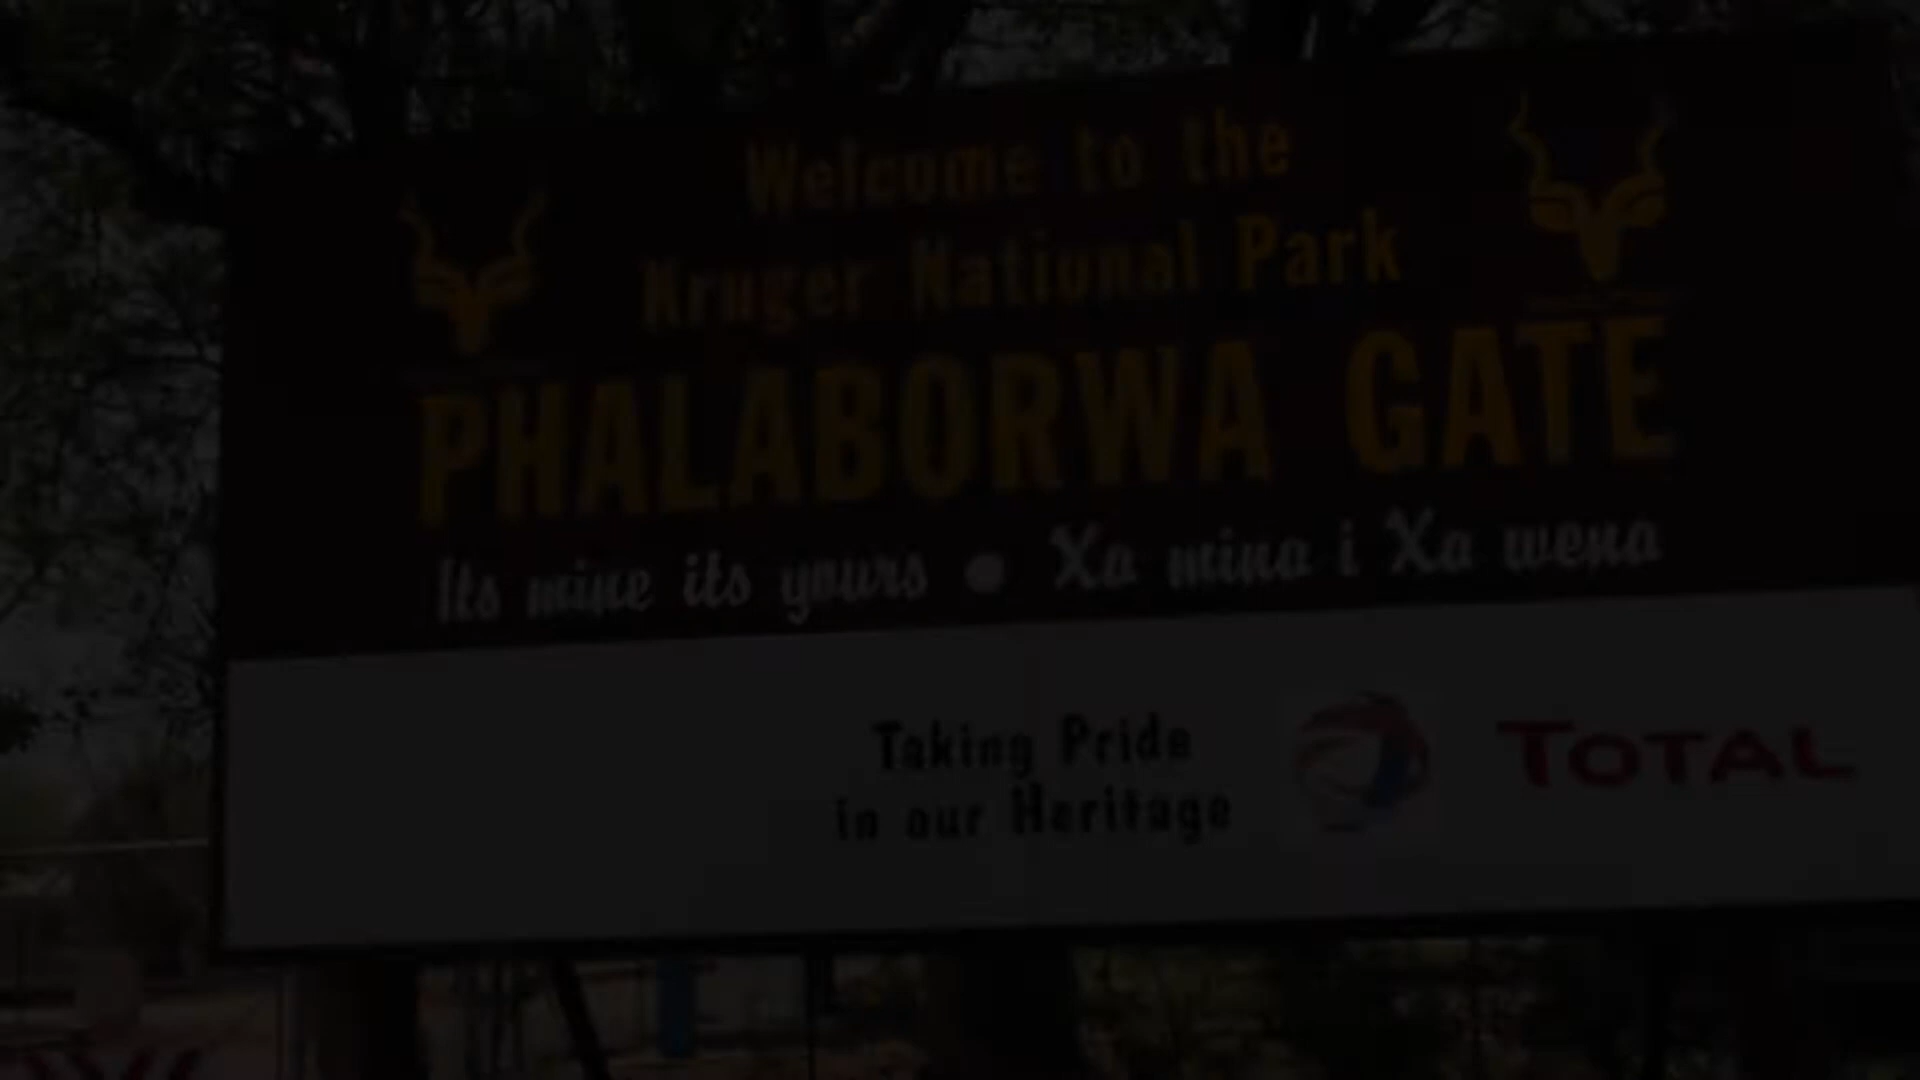 Welcome to the
Kruger National Park
PHALABORWA GATE
Its mine its yours • Xa mina i Xa wena
Taking Pride
in our Heritage
TOTAL